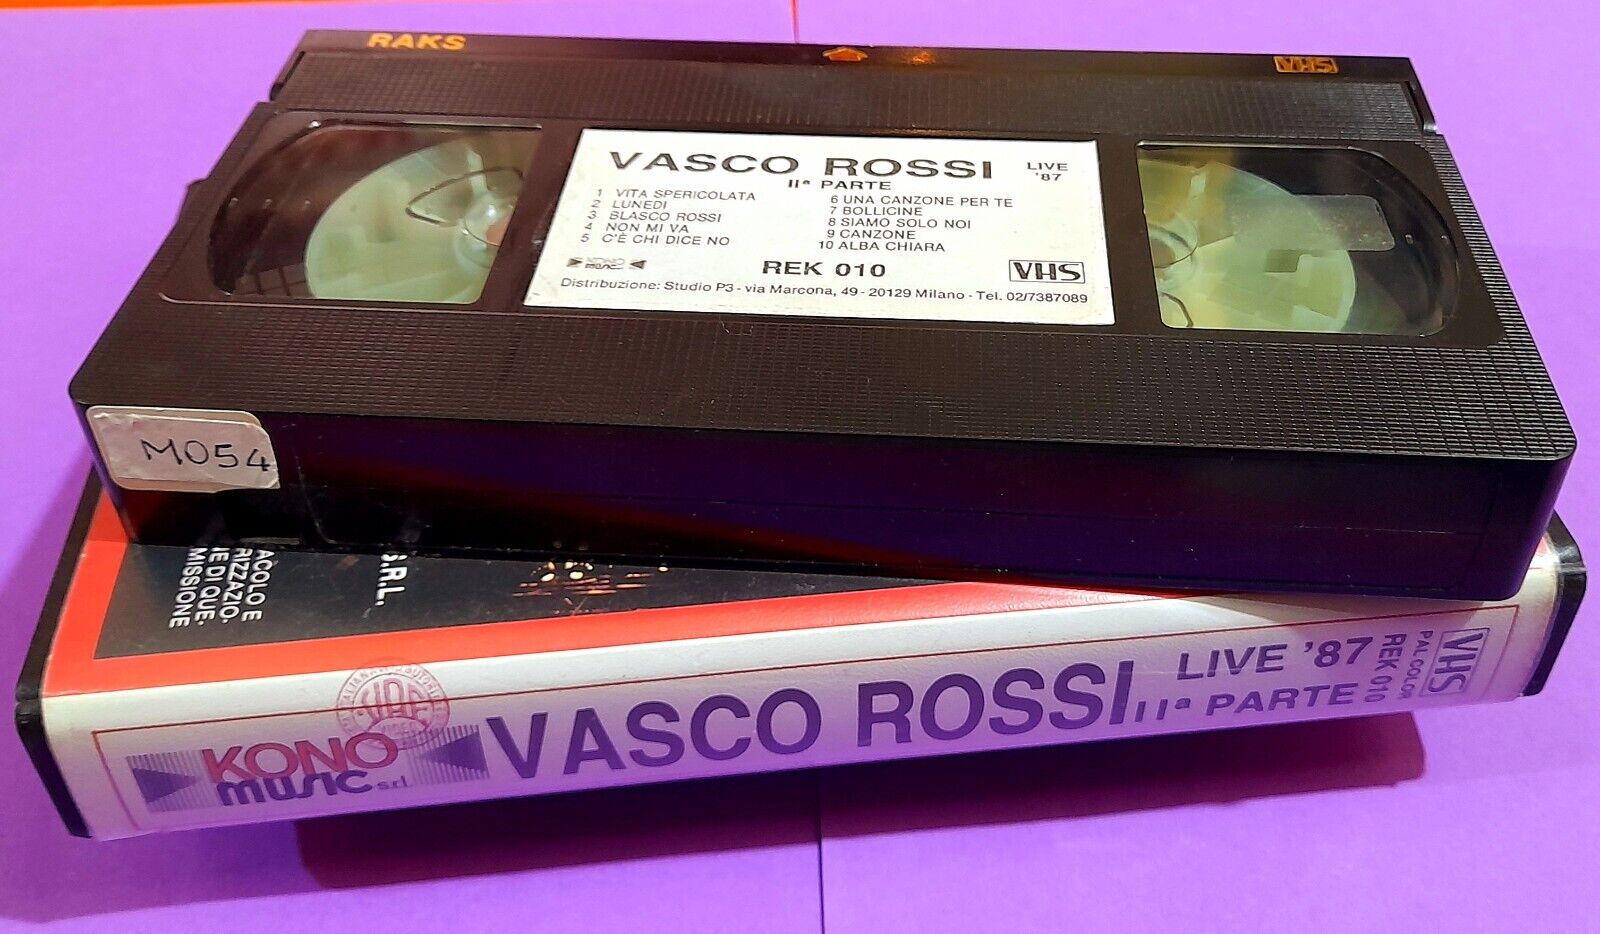 RAKS
VHS
VASCO ROSSI
LIVE
'87
IIª PARTE
1 VITA SPERICOLATA
2 LUNEDI
3 BLASCO ROSSI
4 NON MI VA
5 C'È CHI DICE NO
6 UNA CANZONE PER TE
7 BOLLICINE
8 SIAMO SOLO NOI
9 CANZONE
10 ALBA CHIARA
KONO
music
REK 010
VHS
Distribuzione: Studio P3 - via Marcona, 49 - 20129 Milano - Tel. 02/7387089
M054
S.R.L.
ACOLO E
RIZZAZIO.
NE DI QUE.
MISSIONE
KONO
music srl
VASCO ROSSI
LIVE '87
IIª PARTE
REK 010
PAL COLOR
VHS